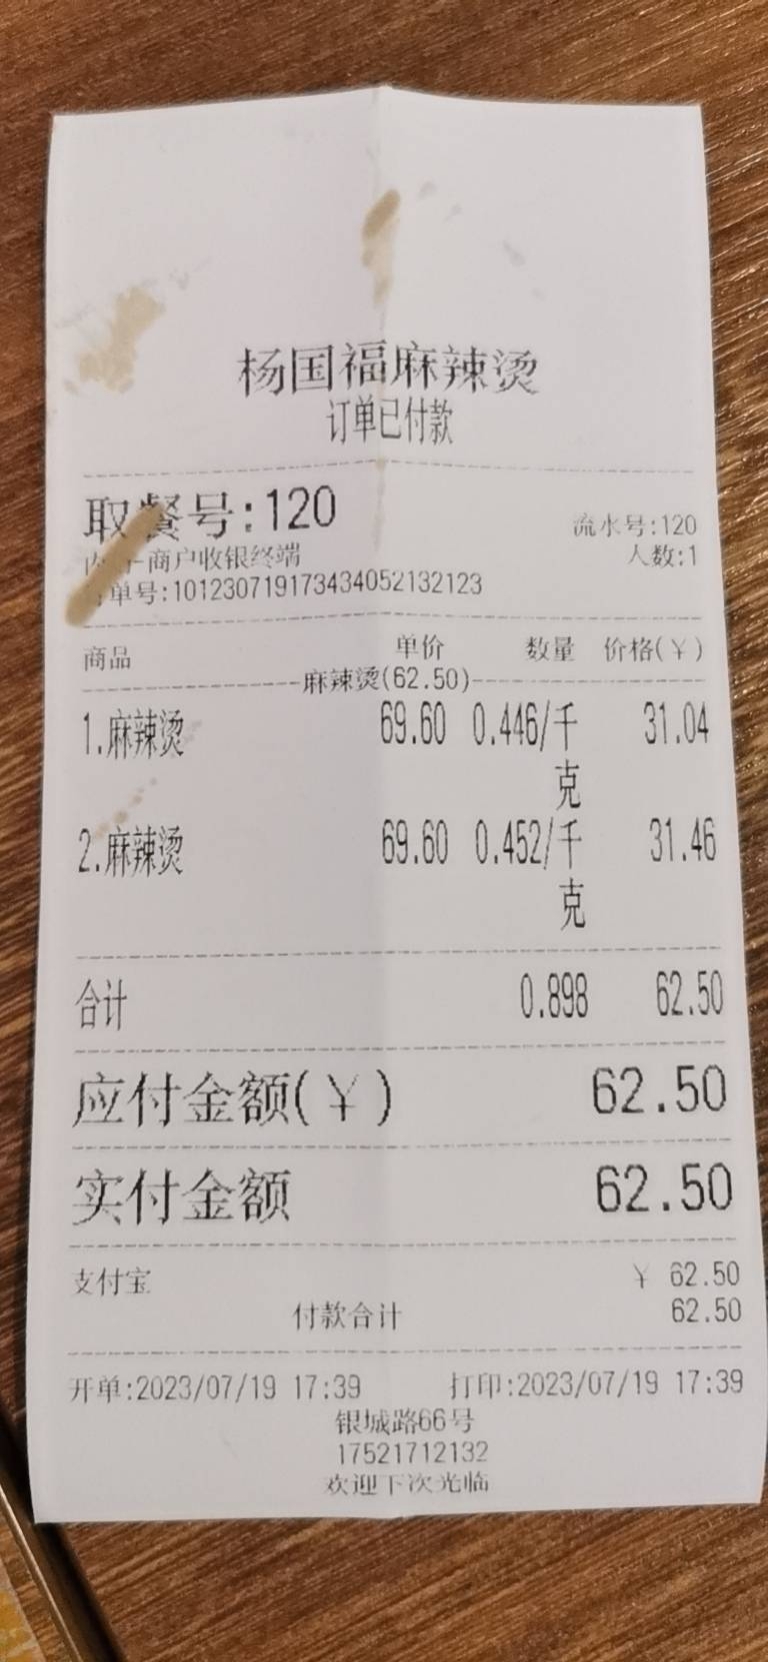 杨国福麻辣烫
订单已付款
取餐号:120
流水号:120
商户收银终端
人数:1
单号:101230719173434052132123
商品 单价 数量 价格(¥)
麻辣烫(62.50)
1.麻辣烫 69.60 0.446/千克 31.04
2.麻辣烫 69.60 0.452/千克 31.46
合计 0.898 62.50
应付金额(¥) 62.50
实付金额 62.50
支付宝 ¥ 62.50
付款合计 62.50
开单:2023/07/19 17:39 打印:2023/07/19 17:39
银城路66号
17521712132
欢迎下次光临